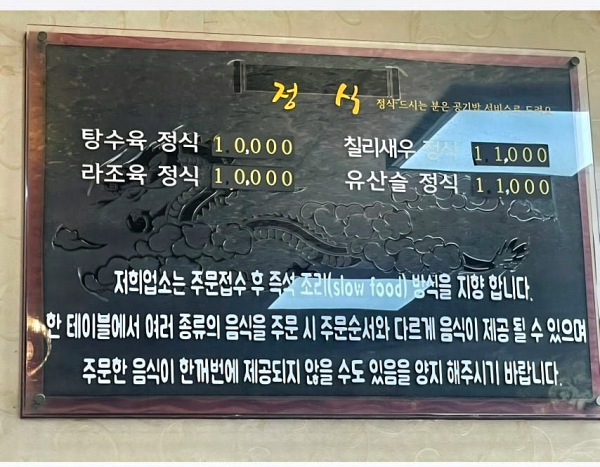 정식 정식 드시는 분은 공기밥 서비스로 드려요
탕수육 정식 10,000 칠리새우 정식 11,000
라조육 정식 10,000 유산슬 정식 11,000
저희업소는 주문접수 후 즉석 조리(slow food) 방식을 지향 합니다.
한 테이블에서 여러 종류의 음식을 주문 시 주문순서와 다르게 음식이 제공 될 수 있으며
주문한 음식이 한꺼번에 제공되지 않을 수도 있음을 양지 해주시기 바랍니다.